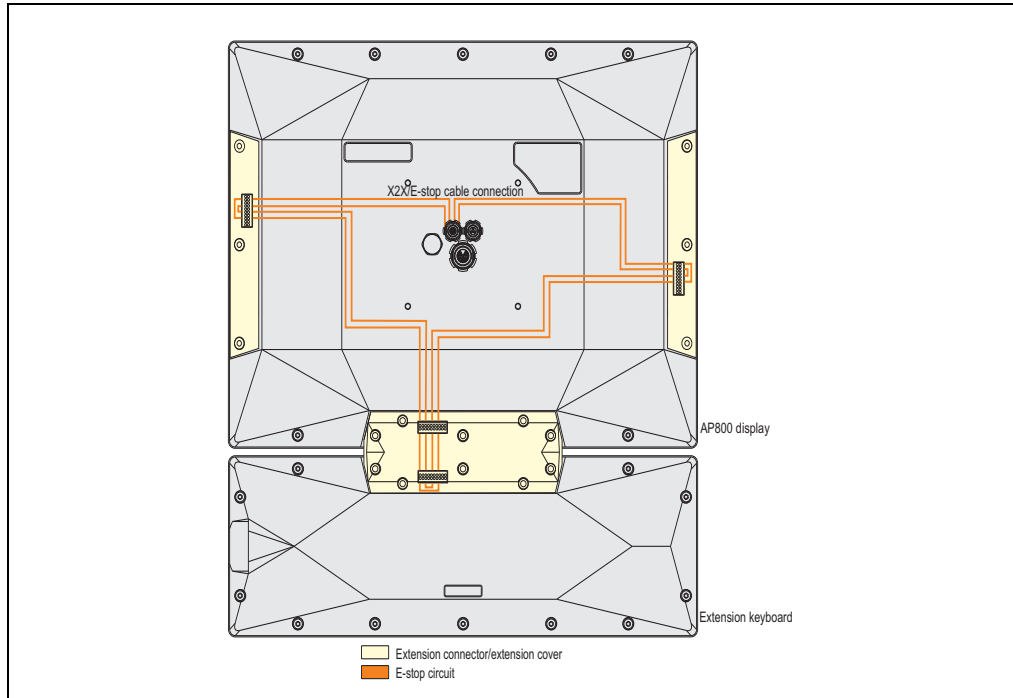 X2X/E-stop cable connection
AP800 display
Extension keyboard
Extension connector/extension cover
E-stop circuit